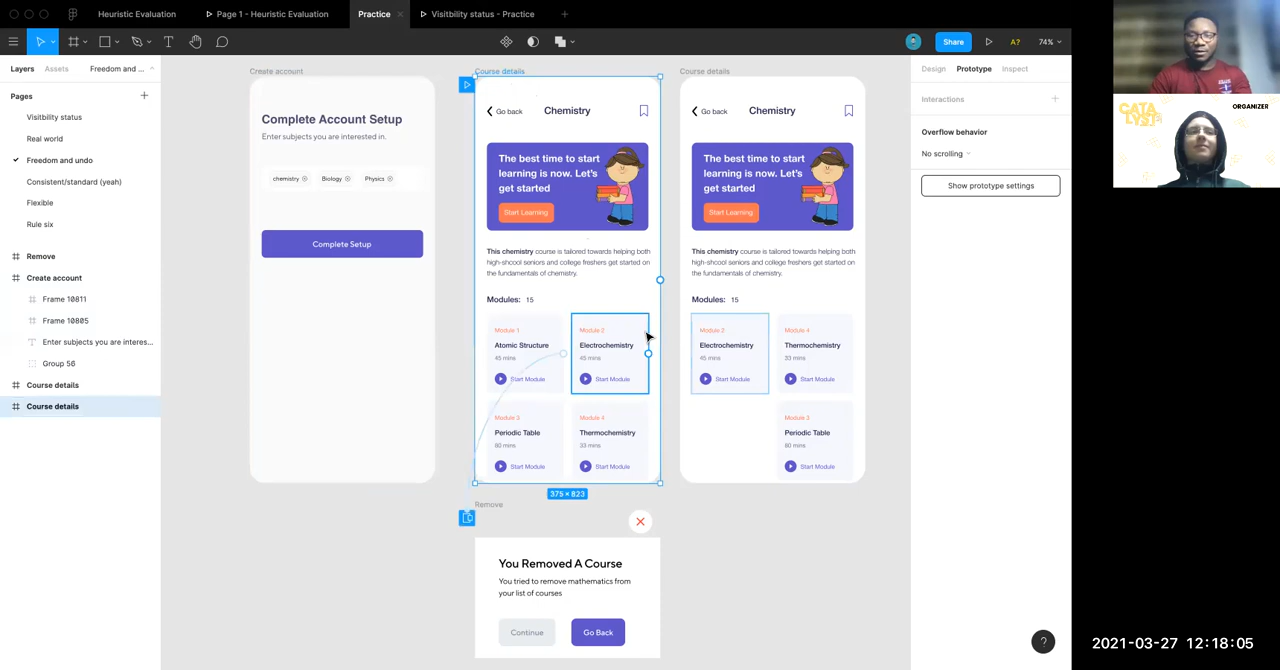 Heuristic Evaluation
Page 1 - Heuristic Evaluation
Practice
Visitbility status - Practice
Share
A?
74%
Layers
Assets
Freedom and ...
Pages
Visitbility status
Real world
Freedom and undo
Consistent/standard (yeah)
Flexible
Rule six
Remove
Create account
Frame 10811
Frame 10805
Enter subjects you are interes...
Group 56
Course details
Course details
Create account
Complete Account Setup
Enter subjects you are interested in.
chemistry
Biology
Physics
Complete Setup
Course details
Go back
Chemistry
The best time to start
learning is now. Let's
get started
Start Learning
This chemistry course is tailored towards helping both
high-shcool seniors and college freshers get started on
the fundamentals of chemistry.
Modules: 15
Module 1
Atomic Structure
45 mins
Start Module
Module 2
Electrochemistry
45 mins
Start Module
Module 3
Periodic Table
80 mins
Start Module
Module 4
Thermochemistry
33 mins
Start Module
375 × 823
Course details
Go back
Chemistry
The best time to start
learning is now. Let's
get started
Start Learning
This chemistry course is tailored towards helping both
high-shcool seniors and college freshers get started on
the fundamentals of chemistry.
Modules: 15
Module 2
Electrochemistry
45 mins
Start Module
Module 4
Thermochemistry
33 mins
Start Module
Module 3
Periodic Table
80 mins
Start Module
Remove
You Removed A Course
You tried to remove mathematics from
your list of courses
Continue
Go Back
Design
Prototype
Inspect
Interactions
Overflow behavior
No scrolling
Show prototype settings
?
CATA
LYST
ORGANIZER
2021-03-27 12:18:05